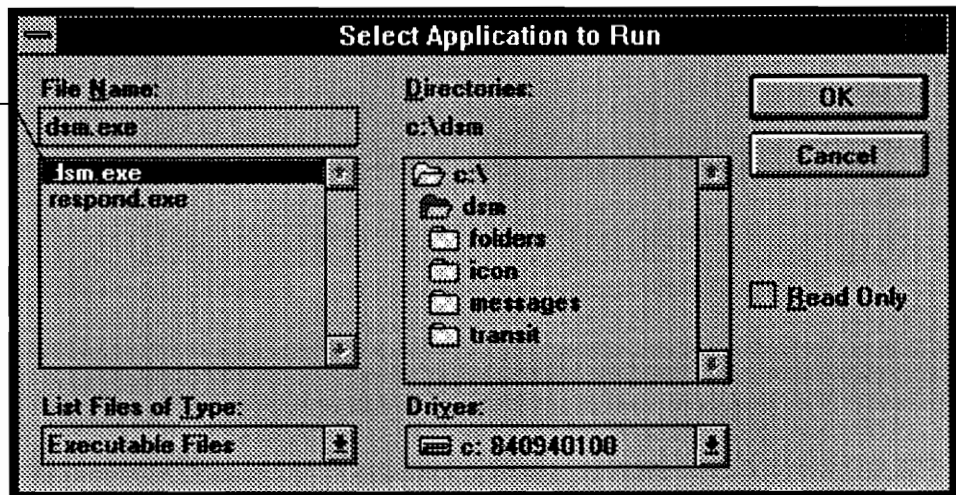 Select Application to Run
File Name:
dsm.exe
dsm.exe
respond.exe
List Files of Type:
Executable Files
Directories:
c:\dsm
c:\
dsm
folders
icon
messages
transit
Drives:
c: 840940100
OK
Cancel
Read Only